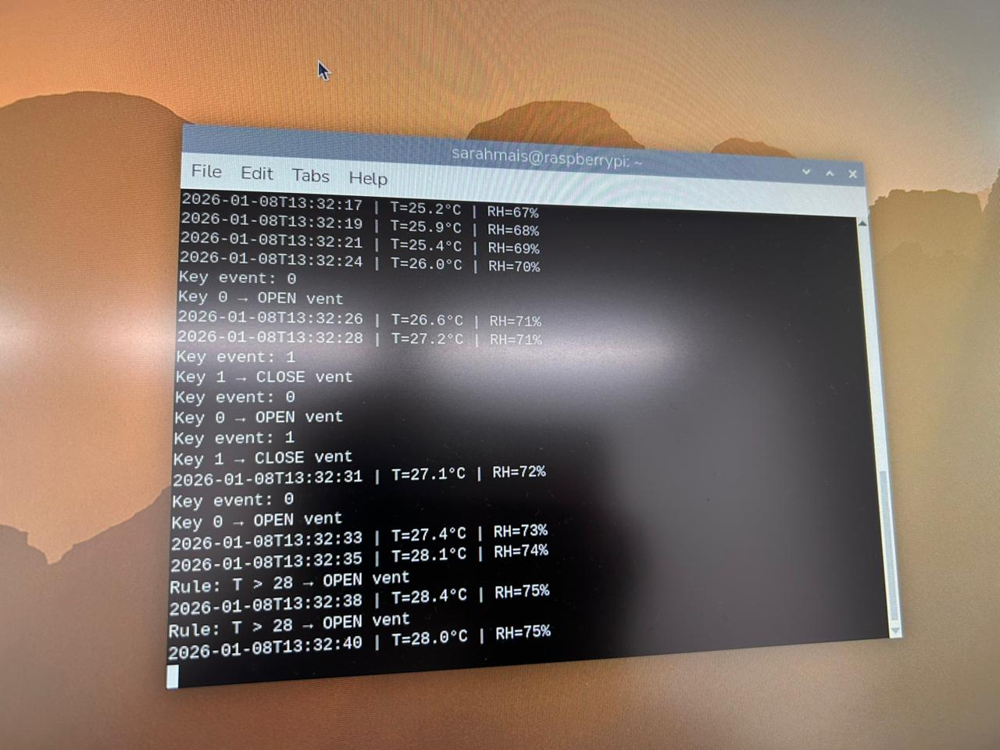 sarahmais@raspberrypi: ~
File Edit Tabs Help
2026-01-08T13:32:17 | T=25.2°C | RH=67%
2026-01-08T13:32:19 | T=25.9°C | RH=68%
2026-01-08T13:32:21 | T=25.4°C | RH=69%
2026-01-08T13:32:24 | T=26.0°C | RH=70%
Key event: 0
Key 0 → OPEN vent
2026-01-08T13:32:26 | T=26.6°C | RH=71%
2026-01-08T13:32:28 | T=27.2°C | RH=71%
Key event: 1
Key 1 → CLOSE vent
Key event: 0
Key 0 → OPEN vent
Key event: 1
Key 1 → CLOSE vent
2026-01-08T13:32:31 | T=27.1°C | RH=72%
Key event: 0
Key 0 → OPEN vent
2026-01-08T13:32:33 | T=27.4°C | RH=73%
2026-01-08T13:32:35 | T=28.1°C | RH=74%
Rule: T > 28 → OPEN vent
2026-01-08T13:32:38 | T=28.4°C | RH=75%
Rule: T > 28 → OPEN vent
2026-01-08T13:32:40 | T=28.0°C | RH=75%